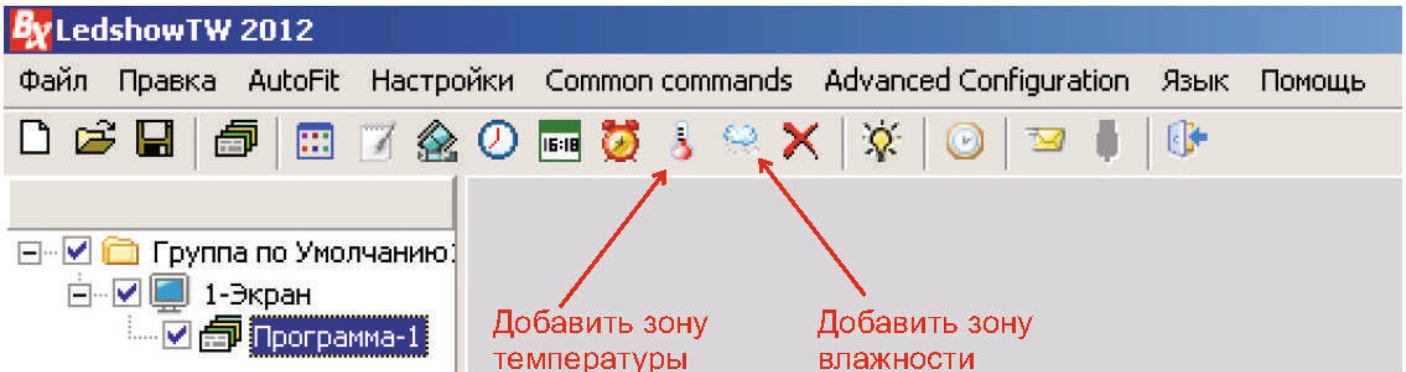 BX LedshowTW 2012
Файл Правка AutoFit Настройки Common commands Advanced Configuration Язык Помощь
16:18
Группа по Умолчанию:
1-Экран
Программа-1
Добавить зону температуры
Добавить зону влажности